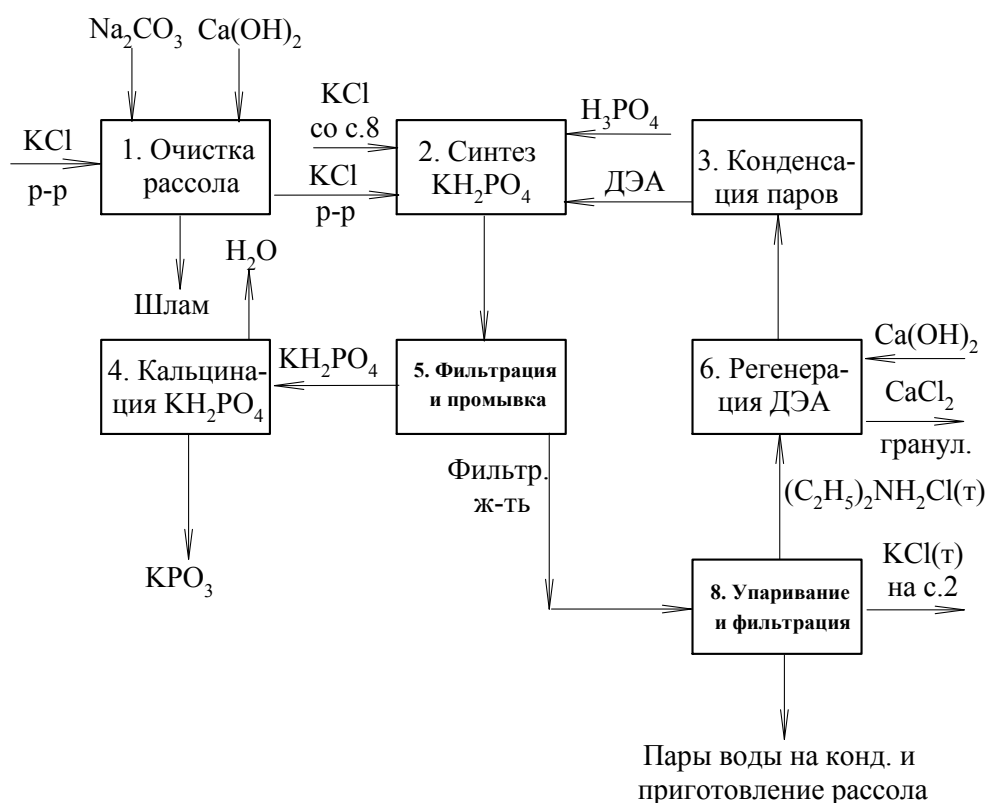 Na₂CO₃ Ca(OH)₂
KCl
р-р
1. Очистка
рассола
Шлам
KCl
со с.8
KCl
р-р
2. Синтез
KH₂PO₄
H₃PO₄
ДЭА
3. Конденса-
ция паров
H₂O
4. Кальцина-
ция KH₂PO₄
KH₂PO₄
5. Фильтрация
и промывка
6. Регенера-
ция ДЭА
Ca(OH)₂
CaCl₂
гранул.
KPO₃
Фильтр.
ж-ть
(C₂H₅)₂NH₂Cl(т)
8. Упаривание
и фильтрация
KCl(т)
на с.2
Пары воды на конд. и
приготовление рассола